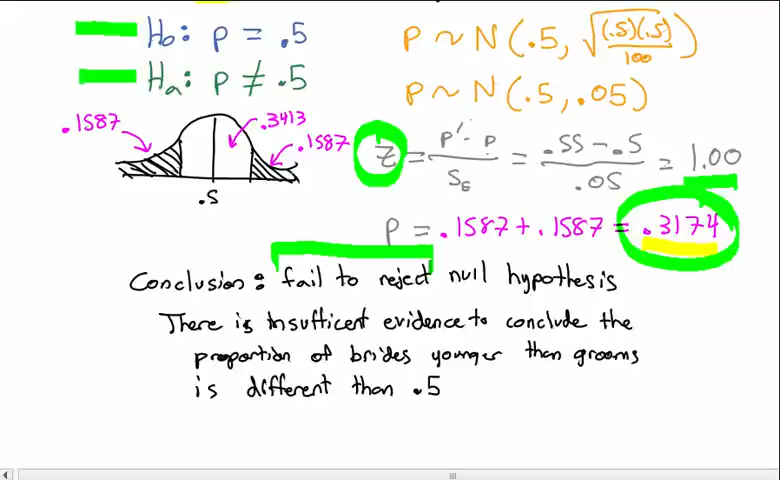 H₀: p = .5
Hₐ: p ≠ .5
P ~ N(.5, √((.5)(.5)/100))
P ~ N(.5, .05)
.1587
.3413
.1587
.5
Z = (p' - p)/S_E = (.55 - .5)/.05 = 1.00
P = .1587 + .1587 = .3174
Conclusion: fail to reject null hypothesis
There is insufficent evidence to conclude the
proportion of brides younger than grooms
is different than .5